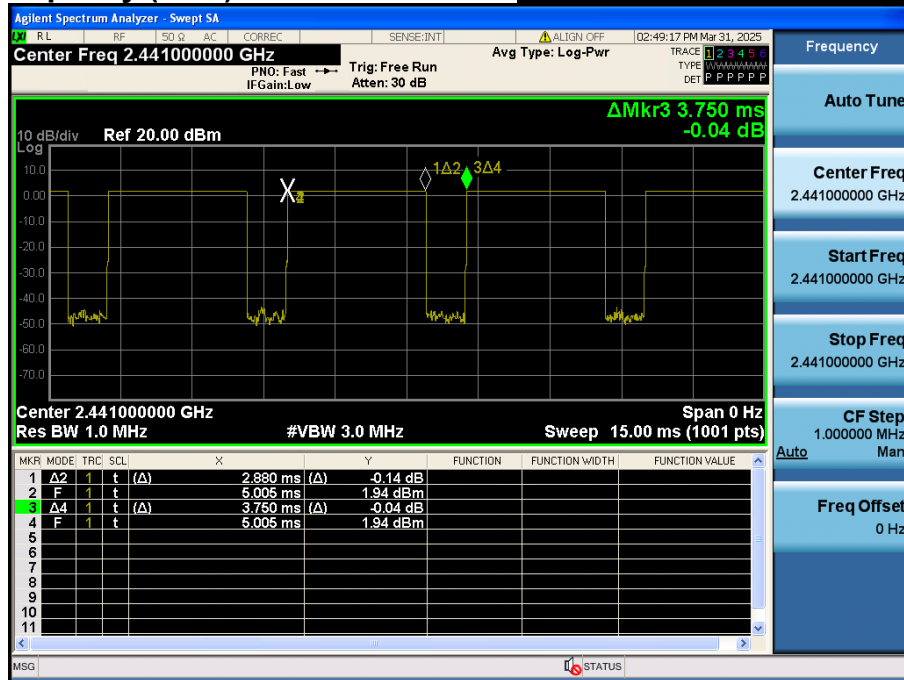 Agilent Spectrum Analyzer - Swept SA
LXI RL RF 50 Ω AC CORREC SENSE:INT ALIGN OFF 02:49:17 PM Mar 31, 2025
Center Freq 2.441000000 GHz
PNO: Fast
IFGain:Low
Trig: Free Run
Atten: 30 dB
Avg Type: Log-Pwr
TRACE 1 2 3 4 5 6
TYPE WWWWWW
DET P P P P P P
ΔMkr3 3.750 ms
-0.04 dB
10 dB/div Ref 20.00 dBm
Log
10.0
0.00
-10.0
-20.0
-30.0
-40.0
-50.0
-60.0
-70.0
X
1Δ2 3Δ4
Center 2.441000000 GHz Span 0 Hz
Res BW 1.0 MHz #VBW 3.0 MHz Sweep 15.00 ms (1001 pts)
MKR MODE TRC SCL X Y FUNCTION FUNCTION WIDTH FUNCTION VALUE
1 Δ2 1 t (Δ) 2.880 ms (Δ) -0.14 dB
2 F 1 t 5.005 ms 1.94 dBm
3 Δ4 1 t (Δ) 3.750 ms (Δ) -0.04 dB
4 F 1 t 5.005 ms 1.94 dBm
5
6
7
8
9
10
11
MSG STATUS
Frequency
Auto Tune
Center Freq
2.441000000 GHz
Start Freq
2.441000000 GHz
Stop Freq
2.441000000 GHz
CF Step
1.000000 MHz
Auto Man
Freq Offset
0 Hz